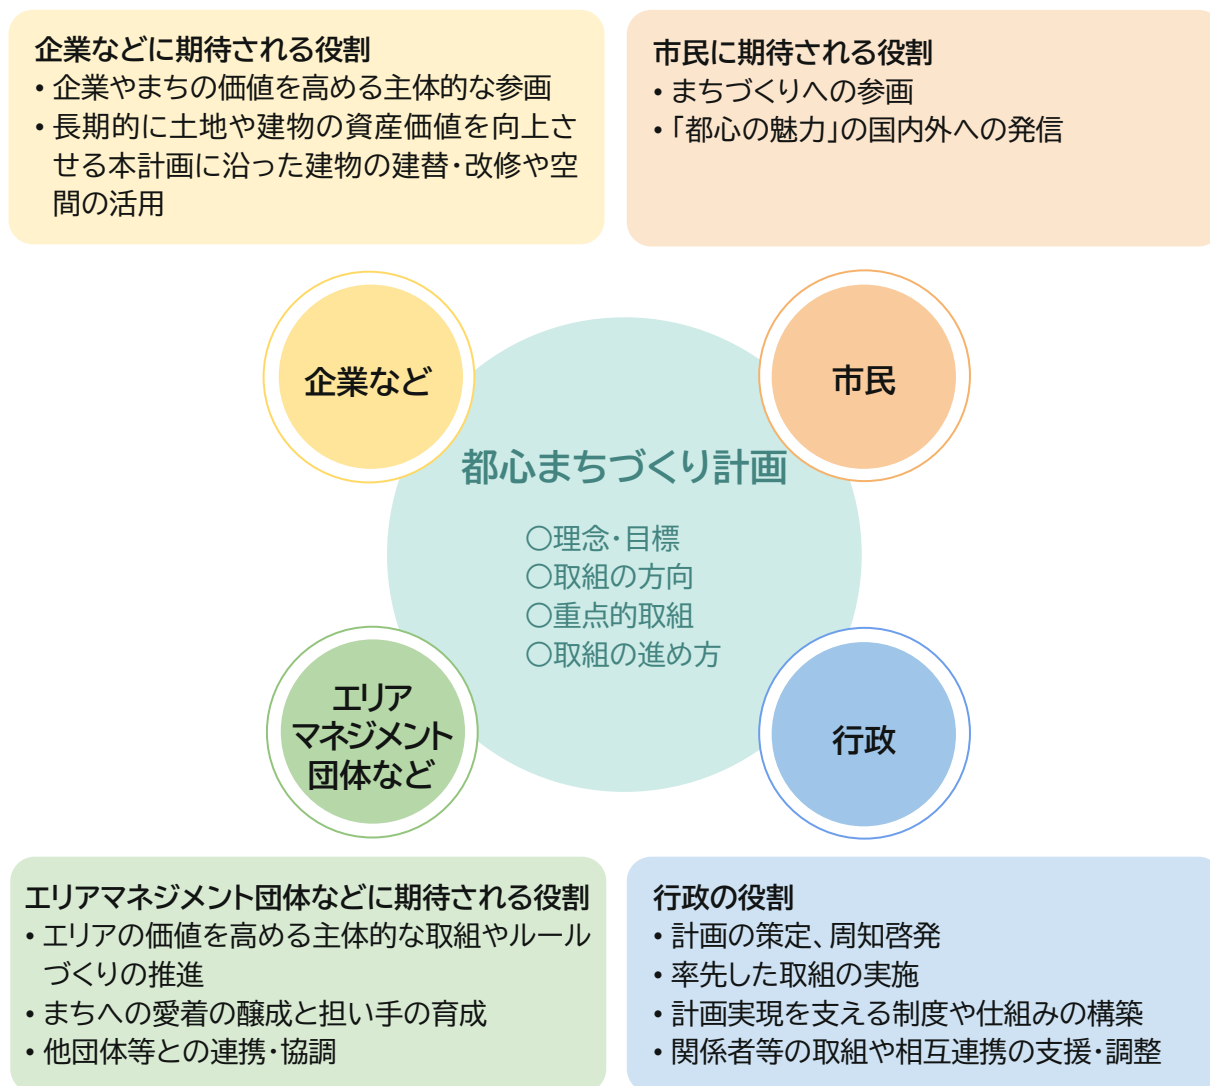 企業などに期待される役割
• 企業やまちの価値を高める主体的な参画
• 長期的に土地や建物の資産価値を向上さ
せる本計画に沿った建物の建替・改修や空
間の活用
市民に期待される役割
• まちづくりへの参画
• 「都心の魅力」の国内外への発信
企業など
市民
都心まちづくり計画
○理念・目標
○取組の方向
○重点的取組
○取組の進め方
エリア
マネジメント
団体など
行政
エリアマネジメント団体などに期待される役割
• エリアの価値を高める主体的な取組やルール
づくりの推進
• まちへの愛着の醸成と担い手の育成
• 他団体等との連携・協調
行政の役割
• 計画の策定、周知啓発
• 率先した取組の実施
• 計画実現を支える制度や仕組みの構築
• 関係者等の取組や相互連携の支援・調整